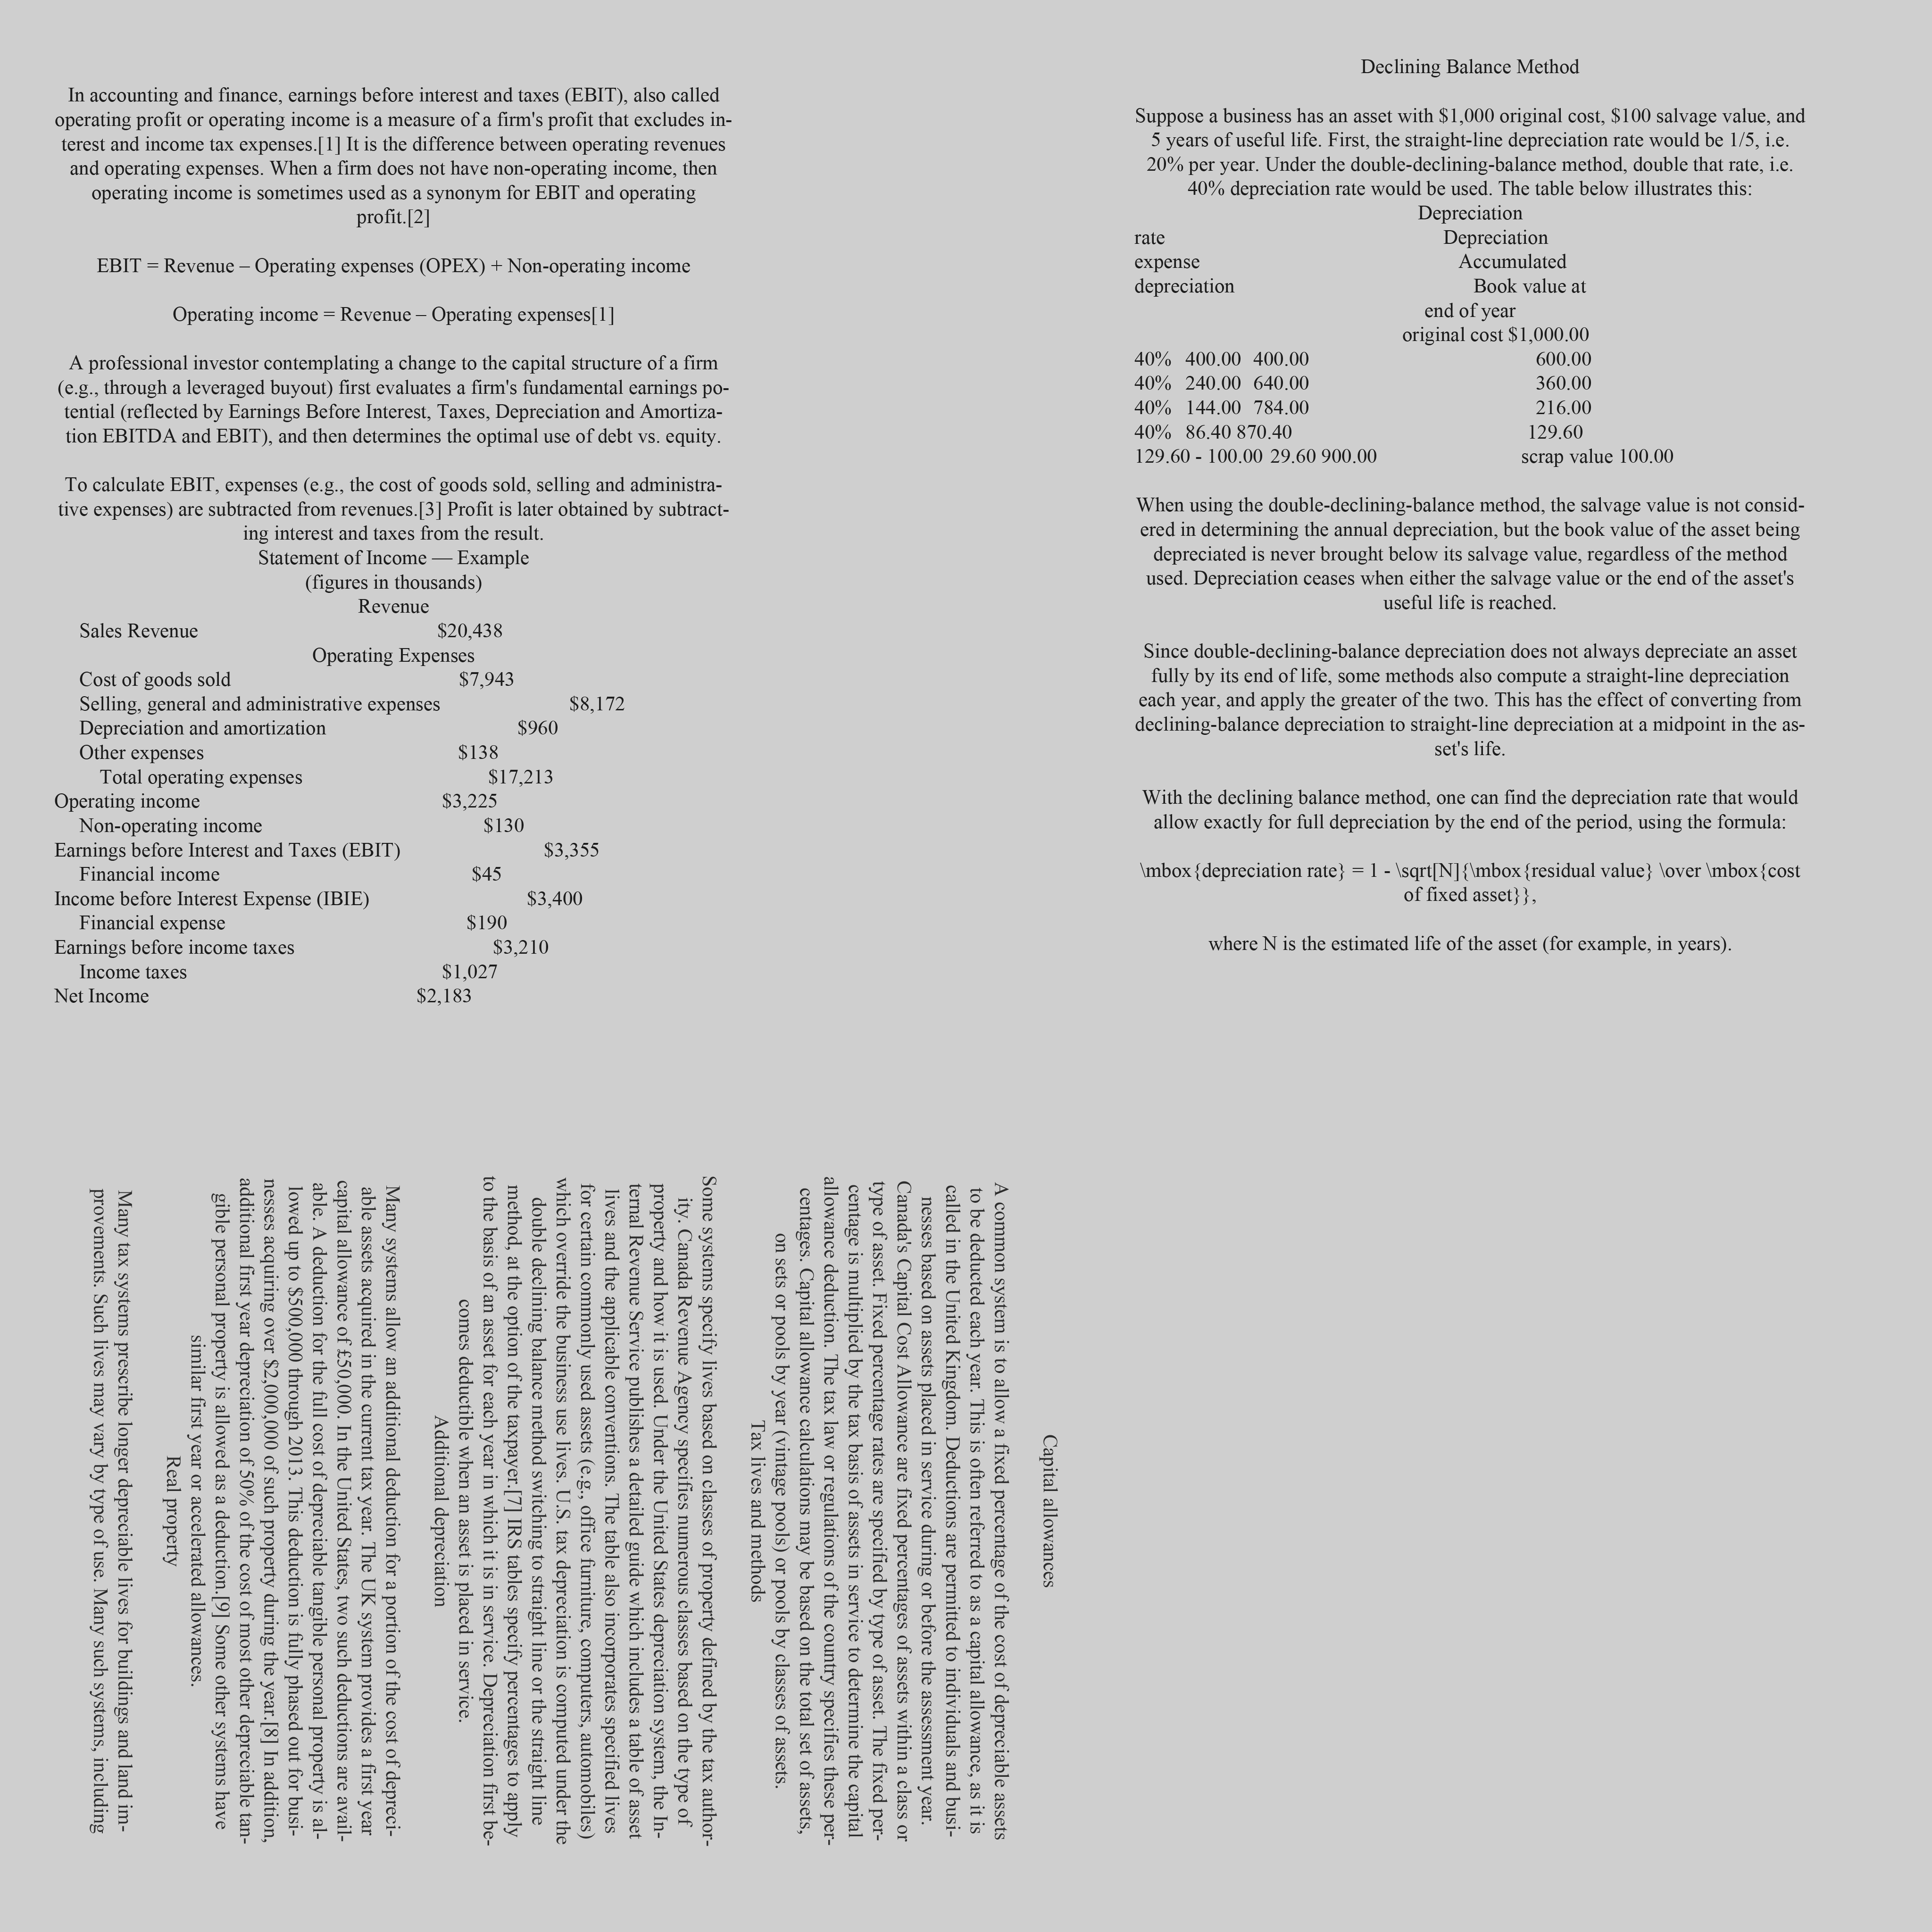 In accounting and finance, earnings before interest and taxes (EBIT), also called
operating profit or operating income is a measure of a firm's profit that excludes in-
terest and income tax expenses.[1] It is the difference between operating revenues
and operating expenses. When a firm does not have non-operating income, then
operating income is sometimes used as a synonym for EBIT and operating
profit.[2]
EBIT = Revenue – Operating expenses (OPEX) + Non-operating income
Operating income = Revenue – Operating expenses[1]
A professional investor contemplating a change to the capital structure of a firm
(e.g., through a leveraged buyout) first evaluates a firm's fundamental earnings po-
tential (reflected by Earnings Before Interest, Taxes, Depreciation and Amortiza-
tion EBITDA and EBIT), and then determines the optimal use of debt vs. equity.
To calculate EBIT, expenses (e.g., the cost of goods sold, selling and administra-
tive expenses) are subtracted from revenues.[3] Profit is later obtained by subtract-
ing interest and taxes from the result.
Statement of Income — Example
(figures in thousands)
Revenue
Sales Revenue $20,438
Operating Expenses
Cost of goods sold $7,943
Selling, general and administrative expenses $8,172
Depreciation and amortization $960
Other expenses $138
Total operating expenses $17,213
Operating income $3,225
Non-operating income $130
Earnings before Interest and Taxes (EBIT) $3,355
Financial income $45
Income before Interest Expense (IBIE) $3,400
Financial expense $190
Earnings before income taxes $3,210
Income taxes $1,027
Net Income $2,183
Declining Balance Method
Suppose a business has an asset with $1,000 original cost, $100 salvage value, and
5 years of useful life. First, the straight-line depreciation rate would be 1/5, i.e.
20% per year. Under the double-declining-balance method, double that rate, i.e.
40% depreciation rate would be used. The table below illustrates this:
Depreciation
rate Depreciation
expense Accumulated
depreciation Book value at
end of year
original cost $1,000.00
40% 400.00 400.00 600.00
40% 240.00 640.00 360.00
40% 144.00 784.00 216.00
40% 86.40 870.40 129.60
129.60 - 100.00 29.60 900.00 scrap value 100.00
When using the double-declining-balance method, the salvage value is not consid-
ered in determining the annual depreciation, but the book value of the asset being
depreciated is never brought below its salvage value, regardless of the method
used. Depreciation ceases when either the salvage value or the end of the asset's
useful life is reached.
Since double-declining-balance depreciation does not always depreciate an asset
fully by its end of life, some methods also compute a straight-line depreciation
each year, and apply the greater of the two. This has the effect of converting from
declining-balance depreciation to straight-line depreciation at a midpoint in the as-
set's life.
With the declining balance method, one can find the depreciation rate that would
allow exactly for full depreciation by the end of the period, using the formula:
\mbox{depreciation rate} = 1 - \sqrt[N]{\mbox{residual value} \over \mbox{cost
of fixed asset}},
where N is the estimated life of the asset (for example, in years).
Capital allowances
A common system is to allow a fixed percentage of the cost of depreciable assets
to be deducted each year. This is often referred to as a capital allowance, as it is
called in the United Kingdom. Deductions are permitted to individuals and busi-
nesses based on assets placed in service during or before the assessment year.
Canada's Capital Cost Allowance are fixed percentages of assets within a class or
type of asset. Fixed percentage rates are specified by type of asset. The fixed per-
centage is multiplied by the tax basis of assets in service to determine the capital
allowance deduction. The tax law or regulations of the country specifies these per-
centages. Capital allowance calculations may be based on the total set of assets,
on sets or pools by year (vintage pools) or pools by classes of assets.
Tax lives and methods
Some systems specify lives based on classes of property defined by the tax author-
ity. Canada Revenue Agency specifies numerous classes based on the type of
property and how it is used. Under the United States depreciation system, the In-
ternal Revenue Service publishes a detailed guide which includes a table of asset
lives and the applicable conventions. The table also incorporates specified lives
for certain commonly used assets (e.g., office furniture, computers, automobiles)
which override the business use lives. U.S. tax depreciation is computed under the
double declining balance method switching to straight line or the straight line
method, at the option of the taxpayer.[7] IRS tables specify percentages to apply
to the basis of an asset for each year in which it is in service. Depreciation first be-
comes deductible when an asset is placed in service.
Additional depreciation
Many systems allow an additional deduction for a portion of the cost of depreci-
able assets acquired in the current tax year. The UK system provides a first year
capital allowance of £50,000. In the United States, two such deductions are avail-
able. A deduction for the full cost of depreciable tangible personal property is al-
lowed up to $500,000 through 2013. This deduction is fully phased out for busi-
nesses acquiring over $2,000,000 of such property during the year.[8] In addition,
additional first year depreciation of 50% of the cost of most other depreciable tan-
gible personal property is allowed as a deduction.[9] Some other systems have
similar first year or accelerated allowances.
Real property
Many tax systems prescribe longer depreciable lives for buildings and land im-
provements. Such lives may vary by type of use. Many such systems, including